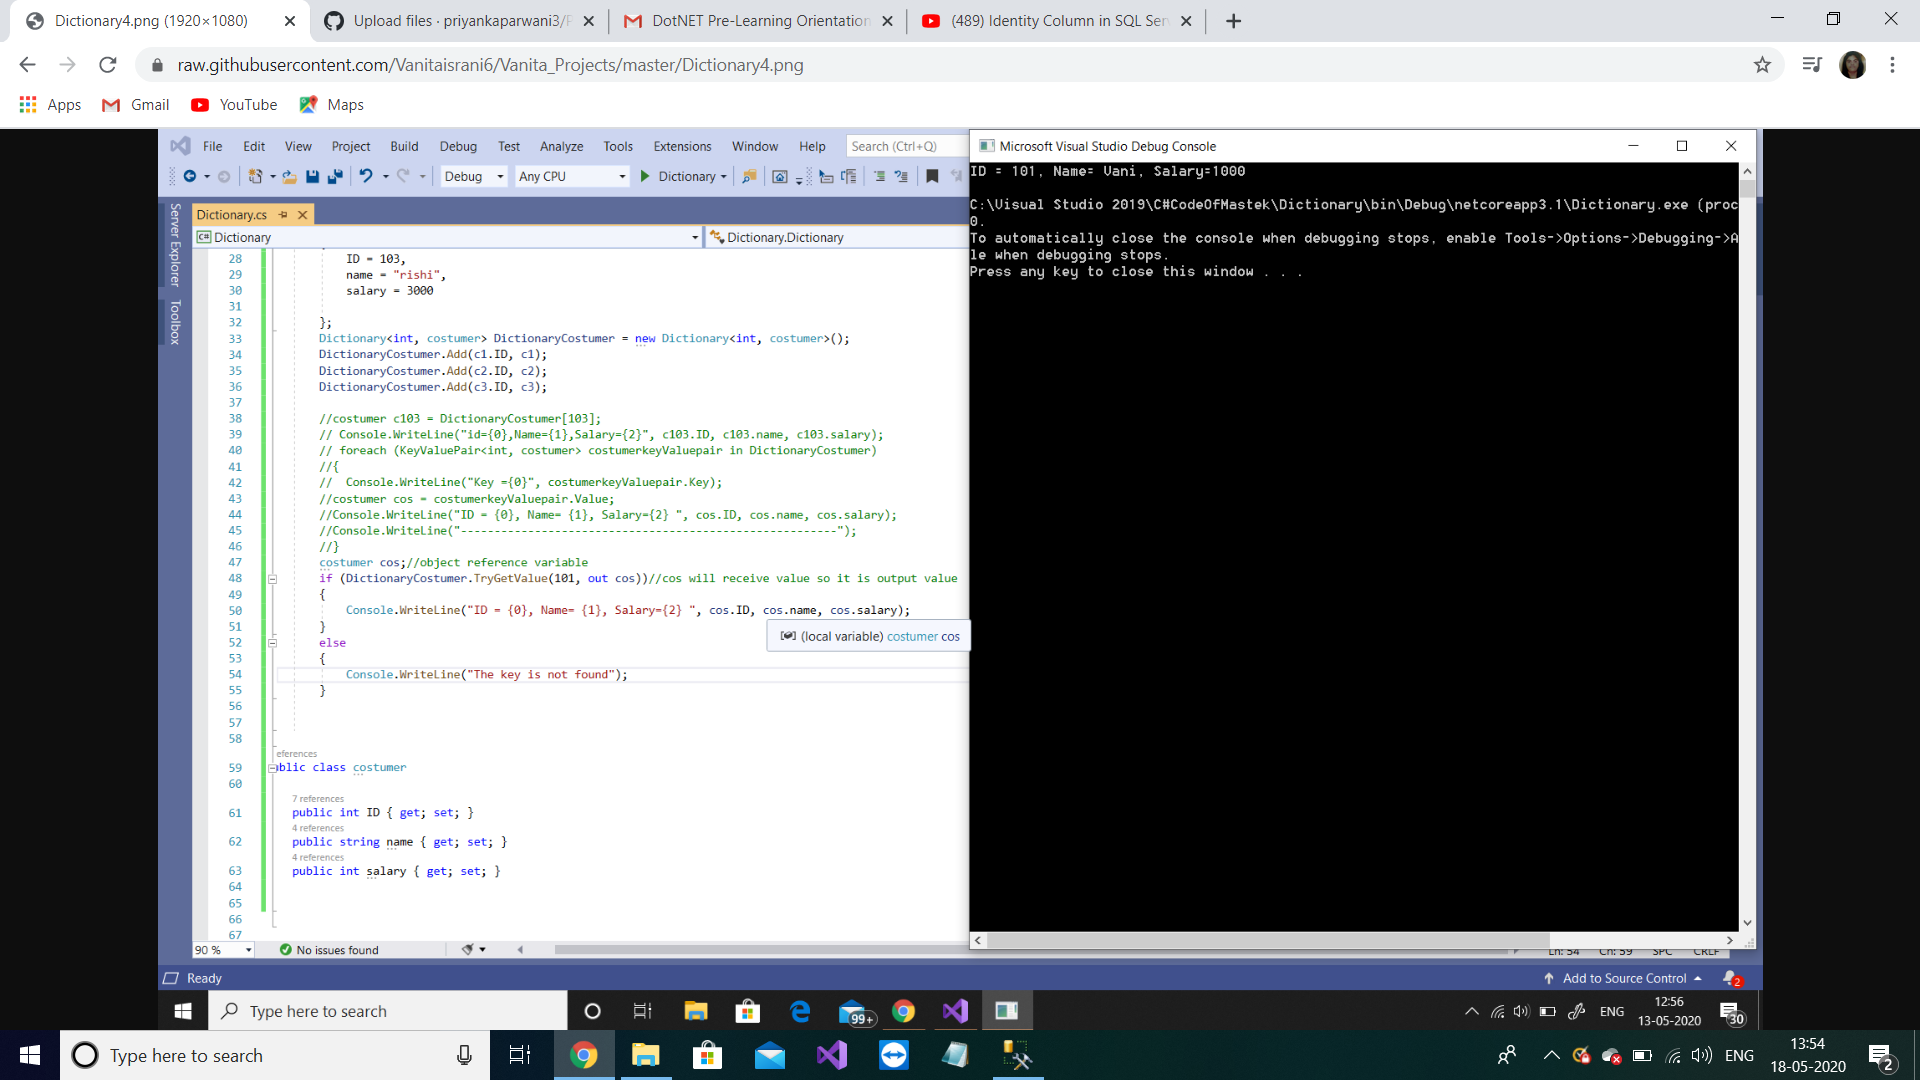 Dictionary4.png (1920×1080)
Upload files · priyankaparwani3/P
DotNET Pre-Learning Orientation
(489) Identity Column in SQL Ser
raw.githubusercontent.com/Vanitaisrani6/Vanita_Projects/master/Dictionary4.png
Apps Gmail YouTube Maps
File Edit View Project Build Debug Test Analyze Tools Extensions Window Help Search (Ctrl+Q)
Debug Any CPU Dictionary
Server Explorer
Toolbox
Dictionary.cs
C# Dictionary Dictionary.Dictionary
28 ID = 103,
29 name = "rishi",
30 salary = 3000
31
32 };
33 Dictionary<int, costumer> DictionaryCostumer = new Dictionary<int, costumer>();
34 DictionaryCostumer.Add(c1.ID, c1);
35 DictionaryCostumer.Add(c2.ID, c2);
36 DictionaryCostumer.Add(c3.ID, c3);
37
38 //costumer c103 = DictionaryCostumer[103];
39 // Console.WriteLine("id={0},Name={1},Salary={2}", c103.ID, c103.name, c103.salary);
40 // foreach (KeyValuePair<int, costumer> costumerkeyValuepair in DictionaryCostumer)
41 //{
42 //  Console.WriteLine("Key ={0}", costumerkeyValuepair.Key);
43 //costumer cos = costumerkeyValuepair.Value;
44 //Console.WriteLine("ID = {0}, Name= {1}, Salary={2} ", cos.ID, cos.name, cos.salary);
45 //Console.WriteLine("--------------------------------------------------------");
46 //}
47 costumer cos;//object reference variable
48 if (DictionaryCostumer.TryGetValue(101, out cos))//cos will receive value so it is output value
49 {
50 Console.WriteLine("ID = {0}, Name= {1}, Salary={2} ", cos.ID, cos.name, cos.salary);
51 }
(local variable) costumer cos
52 else
53 {
54 Console.WriteLine("The key is not found");
55 }
56
57
58
eferences
59 blic class costumer
60
7 references
61 public int ID { get; set; }
4 references
62 public string name { get; set; }
4 references
63 public int salary { get; set; }
64
65
66
67
90 % No issues found
Ln: 54 Ch: 59 SPC CRLF
Ready Add to Source Control 2
Microsoft Visual Studio Debug Console
ID = 101, Name= Vani, Salary=1000
C:\Visual Studio 2019\C#CodeOfMastek\Dictionary\bin\Debug\netcoreapp3.1\Dictionary.exe (proc
0.
To automatically close the console when debugging stops, enable Tools->Options->Debugging->A
le when debugging stops.
Press any key to close this window . . .
Type here to search 99+ ENG 12:56
13-05-2020 30
Type here to search ENG 13:54
18-05-2020 2